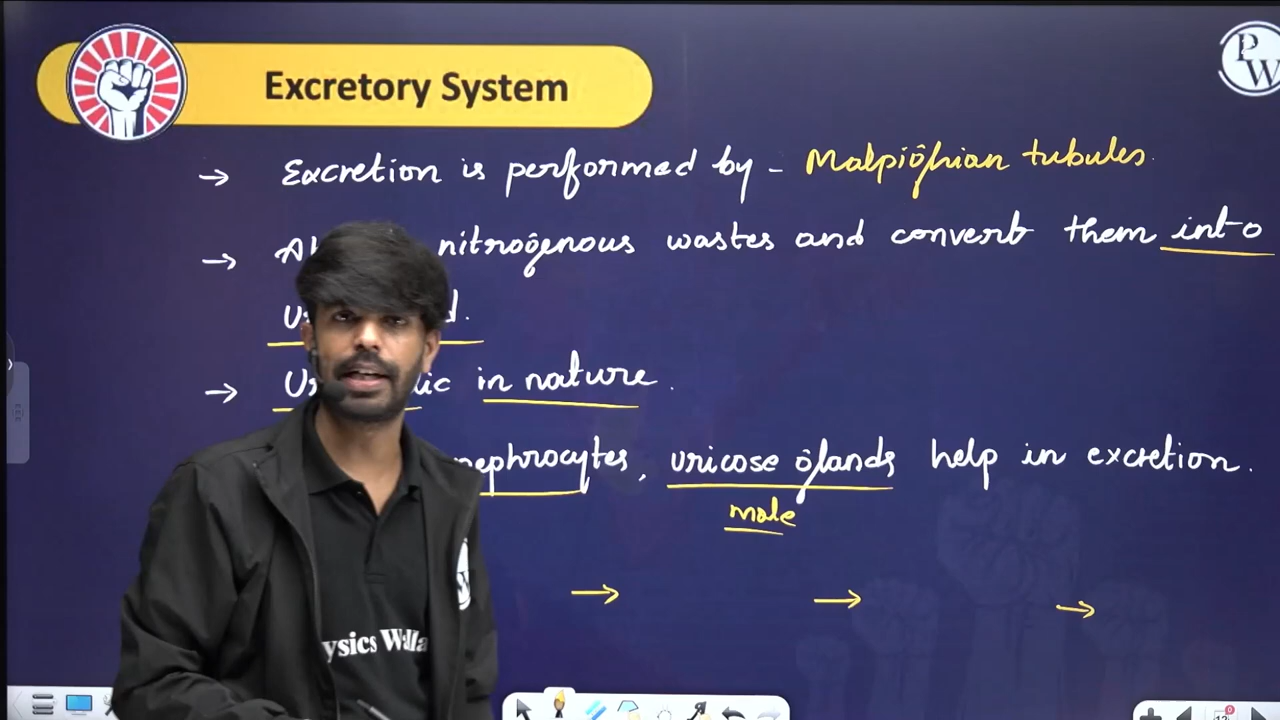 Excretory System
PW
→ Excretion is performed by - Malpighian tubules.
→ nitrogenous wastes and convert them into
→ in nature.
nephrocytes, uricose glands help in excretion.
male
→ → →
ysics Walla